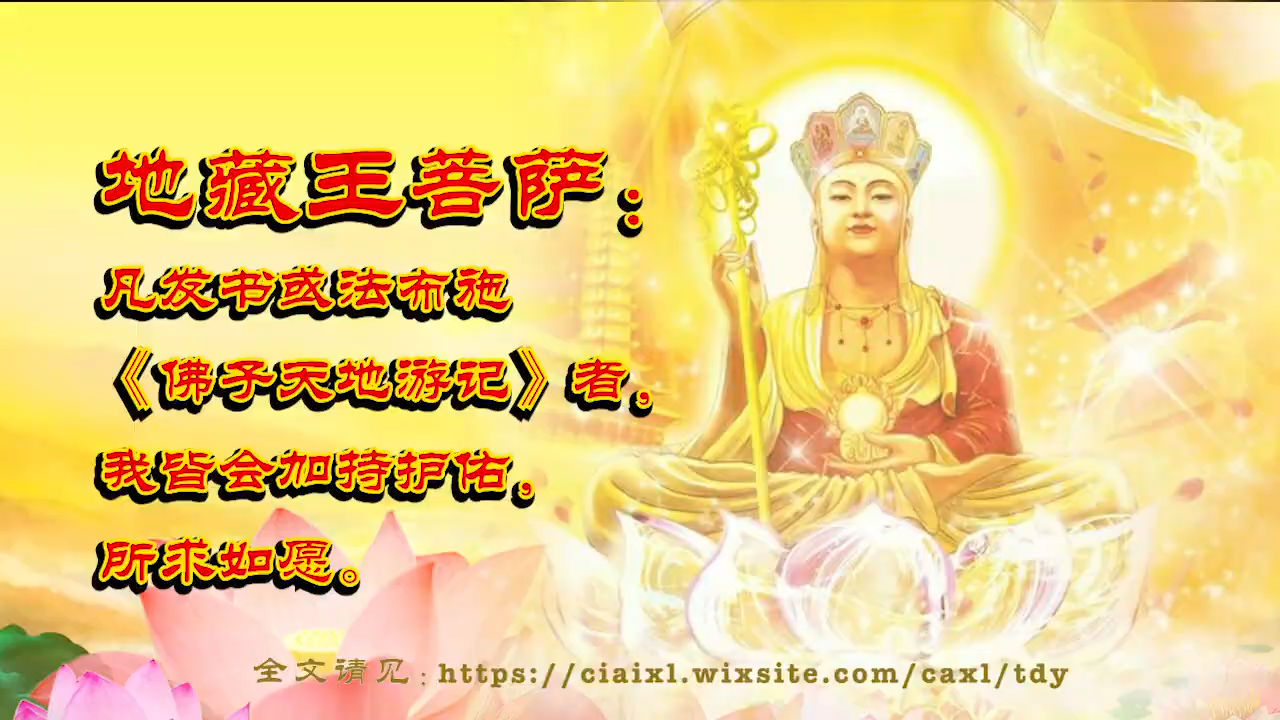 地藏王菩萨：
凡发书或法布施
《佛子天地游记》者，
我皆会加持护佑，
所求如愿。
全文请见：https://ciaixl.wixsite.com/caxl/tdy